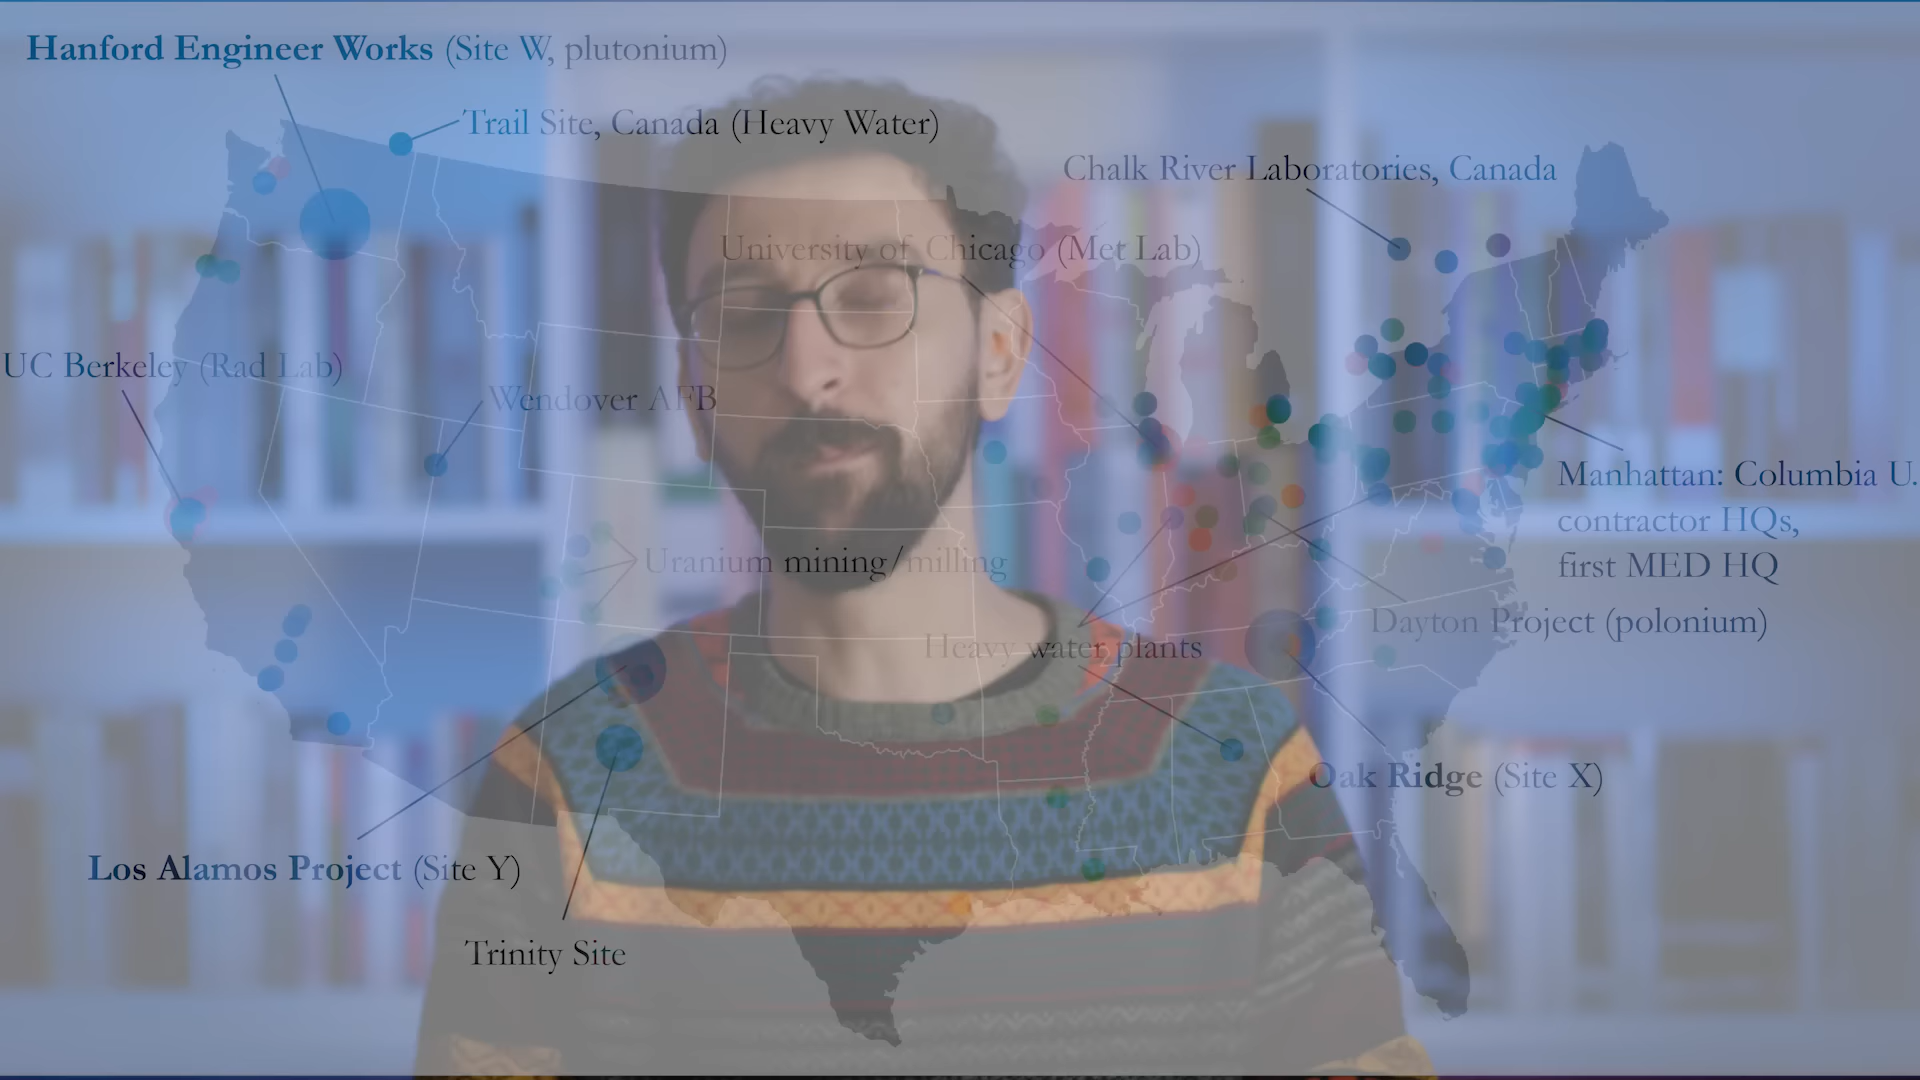 Hanford Engineer Works (Site W, plutonium)
Trail Site, Canada (Heavy Water)
Chalk River Laboratories, Canada
University of Chicago (Met Lab)
UC Berkeley (Rad Lab)
Wendover AFB
Manhattan: Columbia U.
contractor HQs,
first MED HQ
Uranium mining/milling
Dayton Project (polonium)
Heavy water plants
Oak Ridge (Site X)
Los Alamos Project (Site Y)
Trinity Site